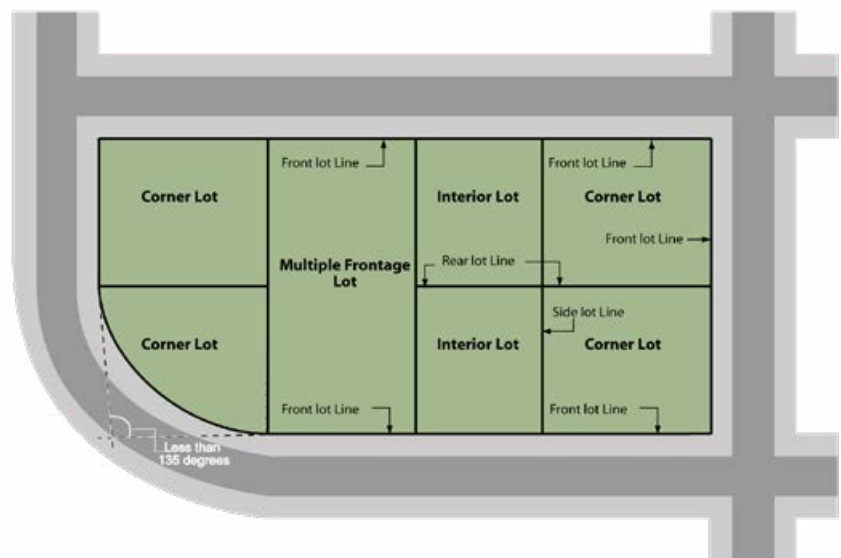 Front lot Line
Front lot Line
Corner Lot
Interior Lot
Corner Lot
Front lot Line
Multiple Frontage
Lot
Rear lot Line
Side lot Line
Corner Lot
Interior Lot
Corner Lot
Front lot Line
Front lot Line
Less than
135 degrees